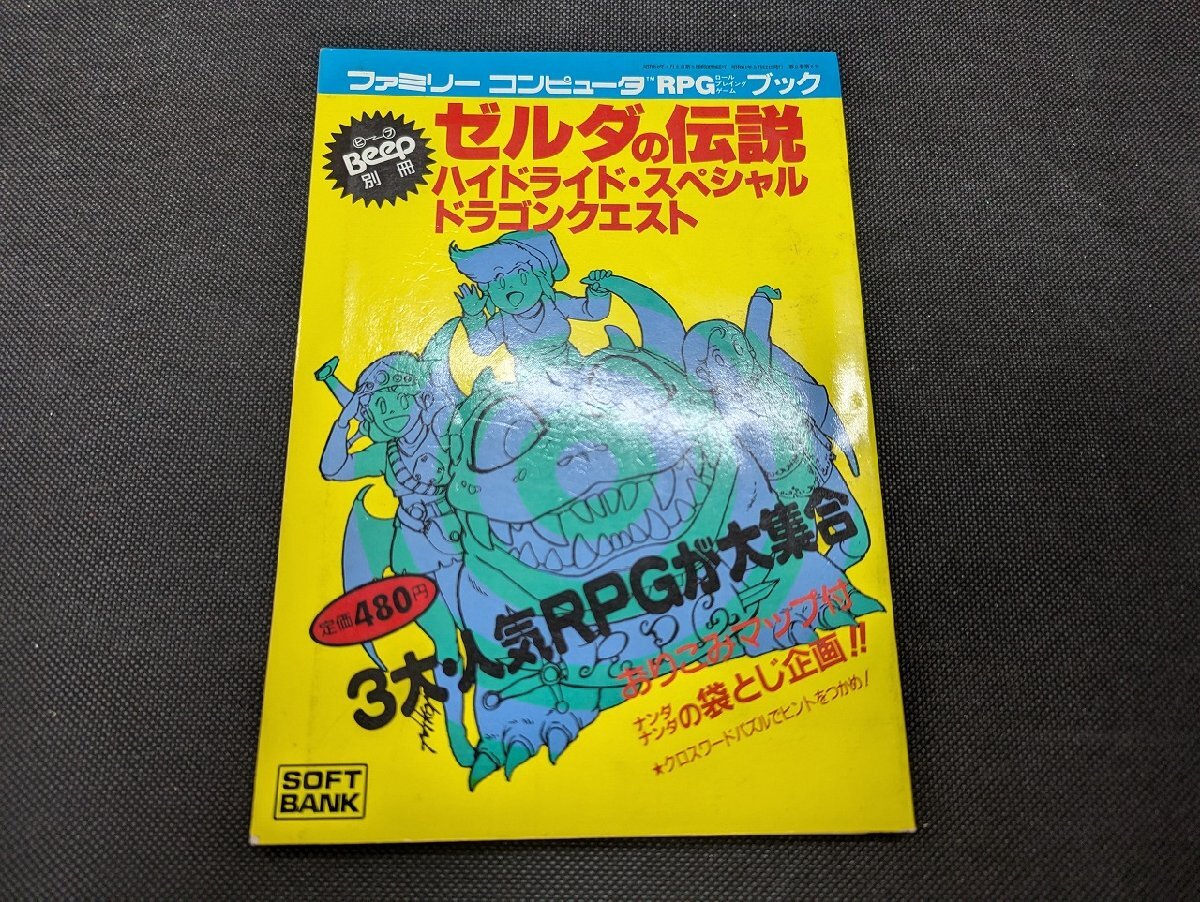 ファミリー コンピュータ™ RPG ロール プレイング ゲーム ブック
ビープ
Beep
別冊
ゼルダの伝説
ハイドライド・スペシャル
ドラゴンクエスト
3大・人気RPGが大集合
定価480円
おりこみマップ付
ナンダ
ナンダの袋とじ企画!!
★クロスワードパズルでヒントをつかめ!
SOFT
BANK